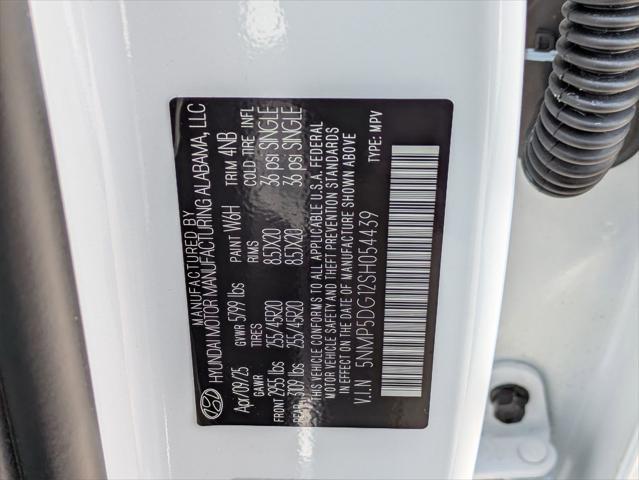 MANUFACTURED BY
HYUNDAI MOTOR MANUFACTURING ALABAMA, LLC
Apr/09/25 GVWR 5799 lbs PAINT W6H TRIM 4NB
GAWR TIRES RIMS COLD TIRE INFL
FRONT 2955 lbs 255/45R20 8.5DX20 36 psi SINGLE
REAR 3109 lbs 255/45R20 8.5DX20 36 psi SINGLE
THIS VEHICLE CONFORMS TO ALL APPLICABLE U.S.A. FEDERAL
MOTOR VEHICLE SAFETY AND THEFT PREVENTION STANDARDS
IN EFFECT ON THE DATE OF MANUFACTURE SHOWN ABOVE
V.I.N 5NMP5DG12SH054439 TYPE: MPV